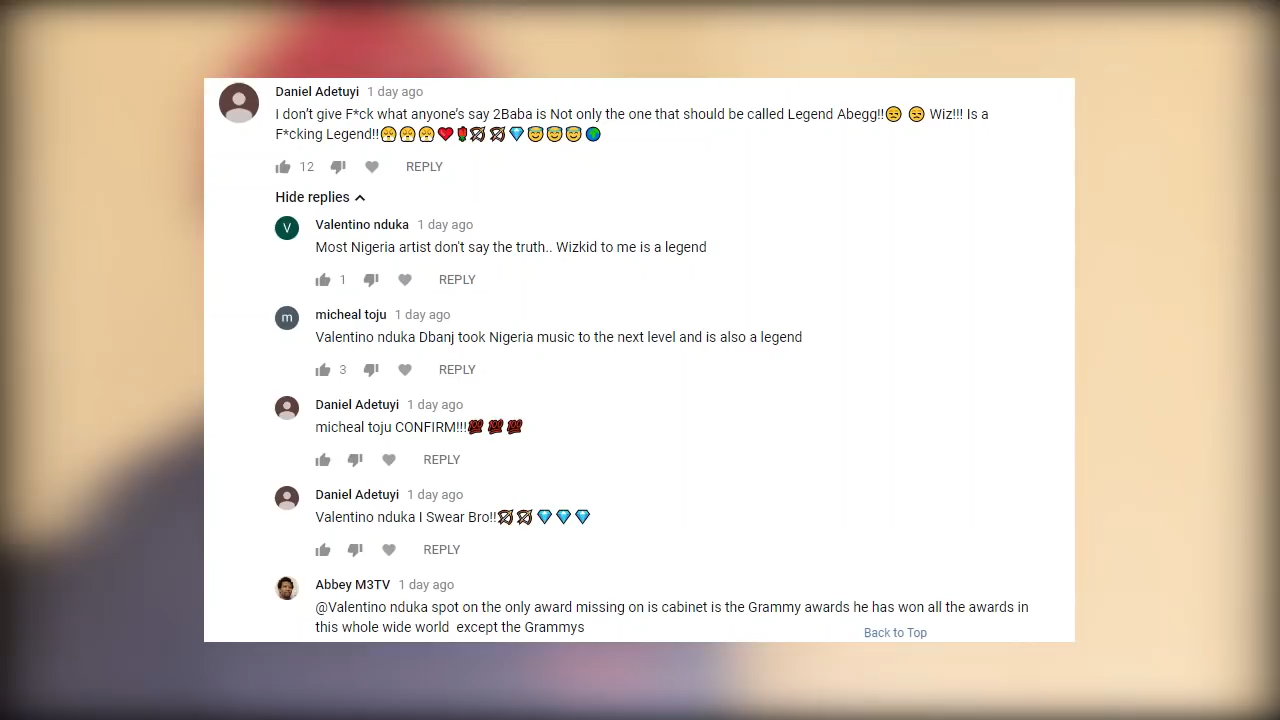 Daniel Adetuyi 1 day ago
I don't give F*ck what anyone's say 2Baba is Not only the one that should be called Legend Abegg!!😒 😒 Wiz!!! Is a
F*cking Legend!!😤😤😤❤️🌹🏹🏹💎😇😇😇🌍
12 REPLY
Hide replies
V Valentino nduka 1 day ago
Most Nigeria artist don't say the truth.. Wizkid to me is a legend
1 REPLY
m micheal toju 1 day ago
Valentino nduka Dbanj took Nigeria music to the next level and is also a legend
3 REPLY
Daniel Adetuyi 1 day ago
micheal toju CONFIRM!!!💯 💯 💯
REPLY
Daniel Adetuyi 1 day ago
Valentino nduka I Swear Bro!!🏹🏹💎💎💎
REPLY
Abbey M3TV 1 day ago
@Valentino nduka spot on the only award missing on is cabinet is the Grammy awards he has won all the awards in
this whole wide world  except the Grammys
Back to Top